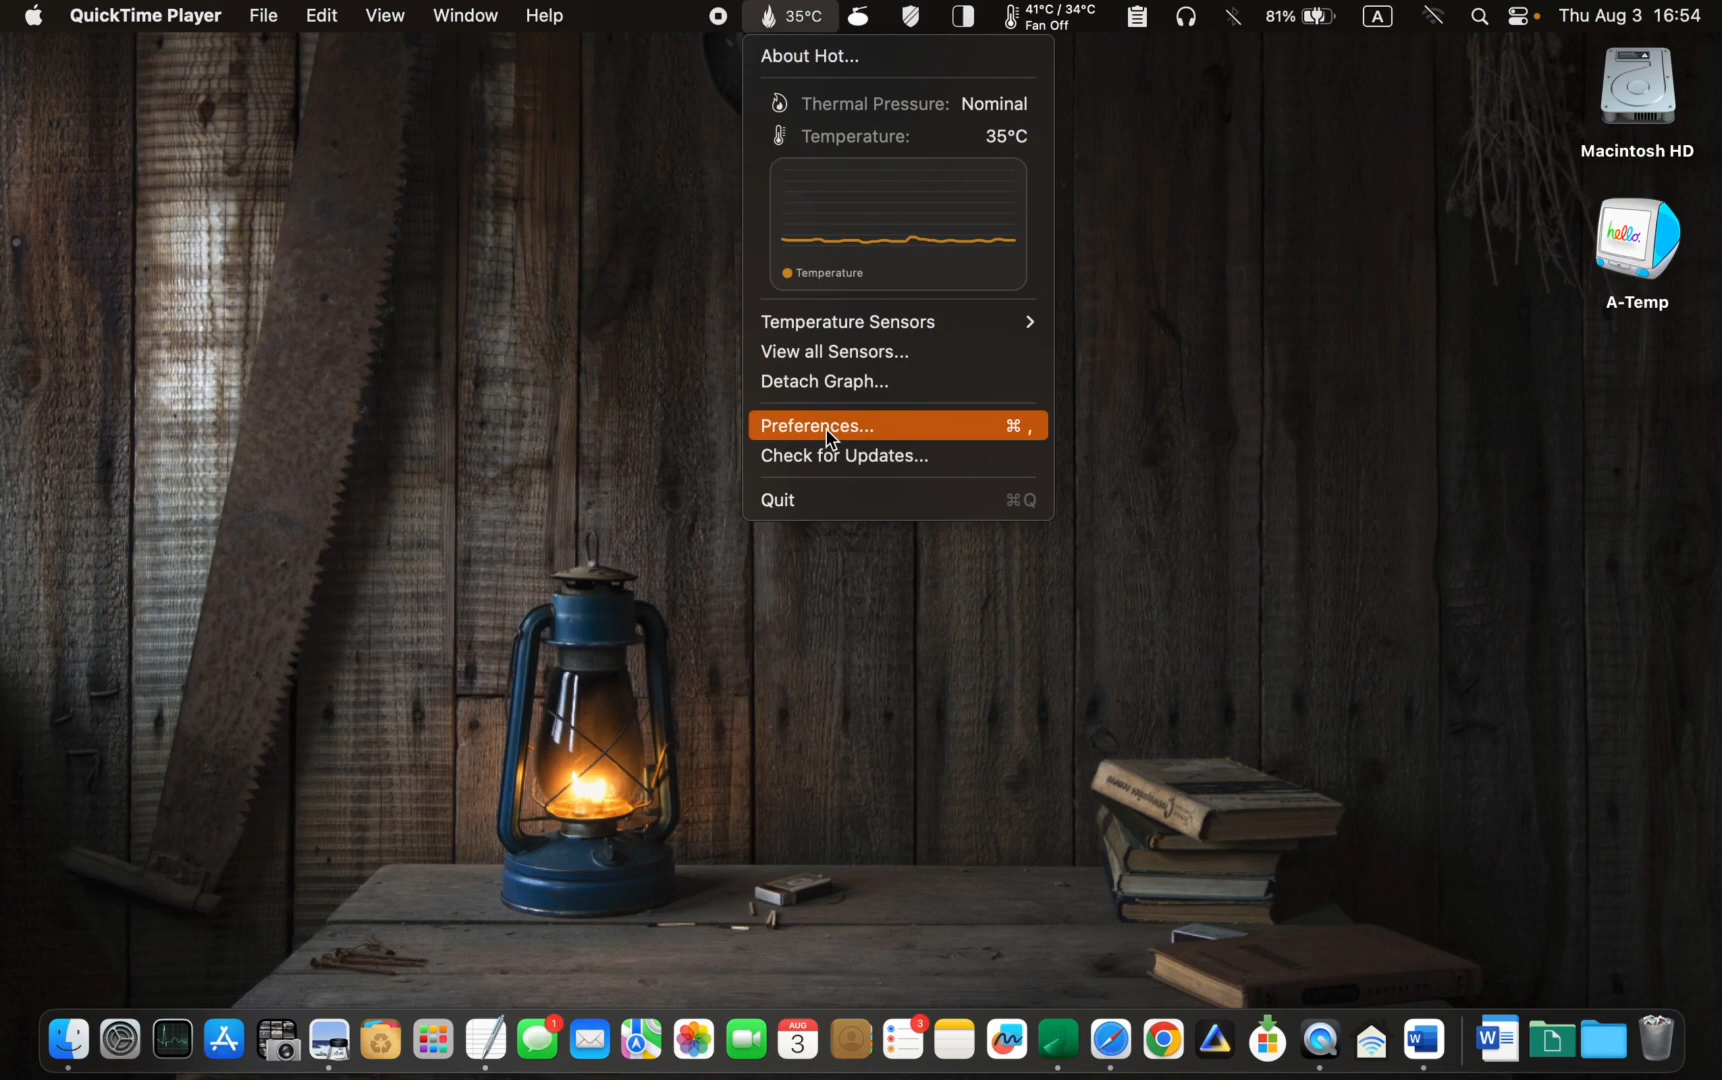 QuickTime Player File Edit View Window Help 35°C 41°C / 34°C Fan Off 81% A Thu Aug 3 16:54
About Hot...
Thermal Pressure: Nominal
Temperature: 35°C
Temperature
Temperature Sensors
View all Sensors...
Detach Graph...
Preferences... ⌘ ,
Check for Updates...
Quit ⌘Q
Macintosh HD
hello.
A-Temp
1
AUG
3
3
W
W